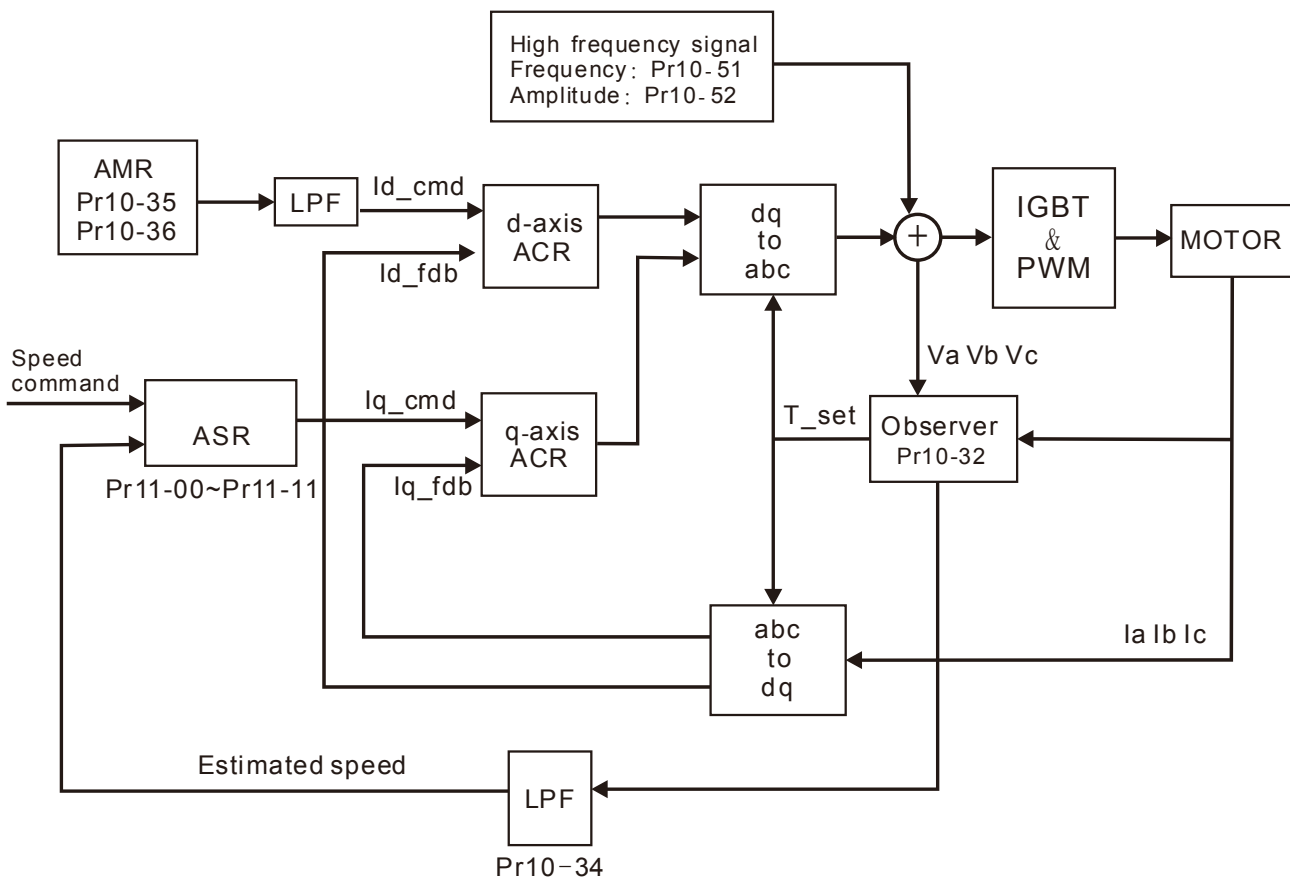 High frequency signal
Frequency: Pr10-51
Amplitude: Pr10-52
AMR
Pr10-35
Pr10-36
LPF
Id_cmd
Id_fdb
d-axis
ACR
dq
to
abc
+
IGBT
&
PWM
MOTOR
Va Vb Vc
Speed
command
ASR
Pr11-00~Pr11-11
Iq_cmd
Iq_fdb
q-axis
ACR
T_set
Observer
Pr10-32
abc
to
dq
Ia Ib Ic
Estimated speed
LPF
Pr10-34